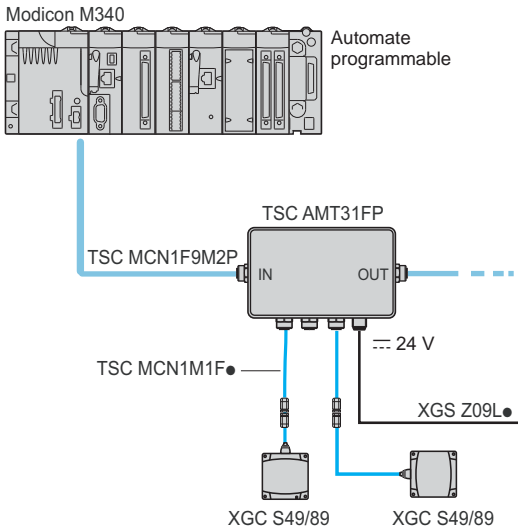 Modicon M340
Automate
programmable
TSC AMT31FP
TSC MCN1F9M2P
IN
OUT
24 V
TSC MCN1M1F●
XGS Z09L●
XGC S49/89
XGC S49/89